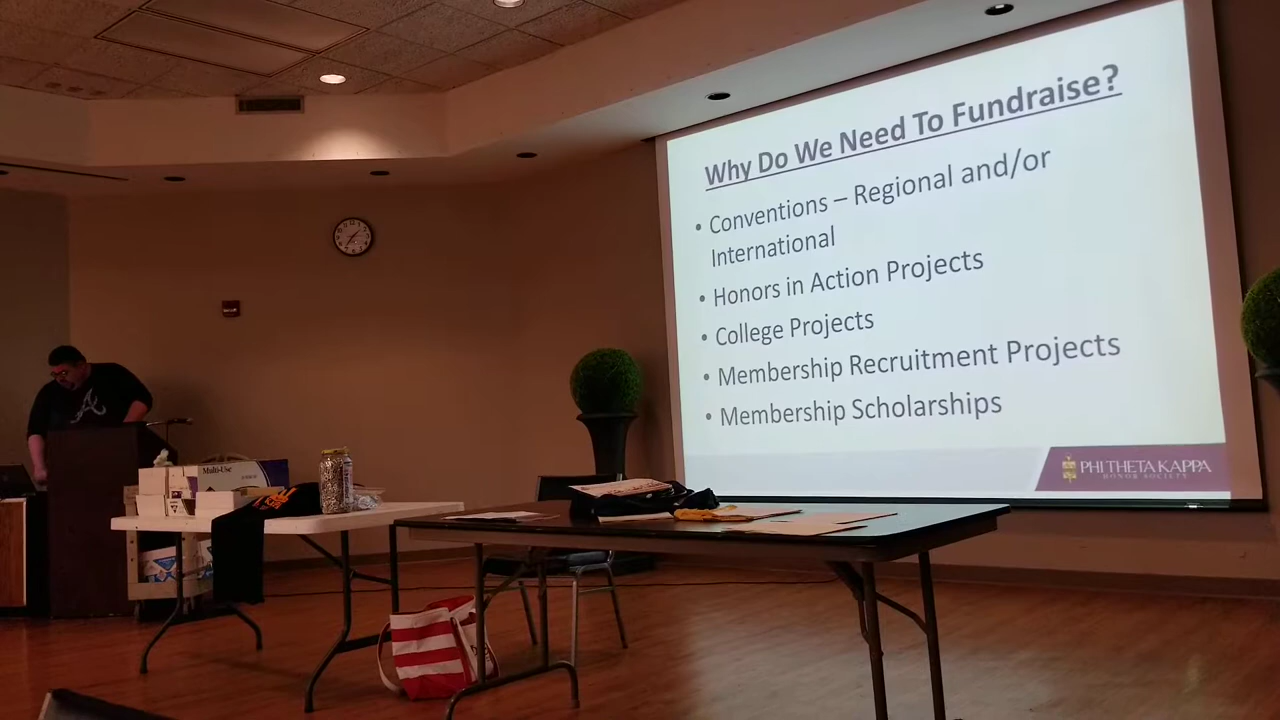 Why Do We Need To Fundraise?
• Conventions – Regional and/or
International
• Honors in Action Projects
• College Projects
• Membership Recruitment Projects
• Membership Scholarships
PHI THETA KAPPA
HONOR SOCIETY
Multi-Use
A